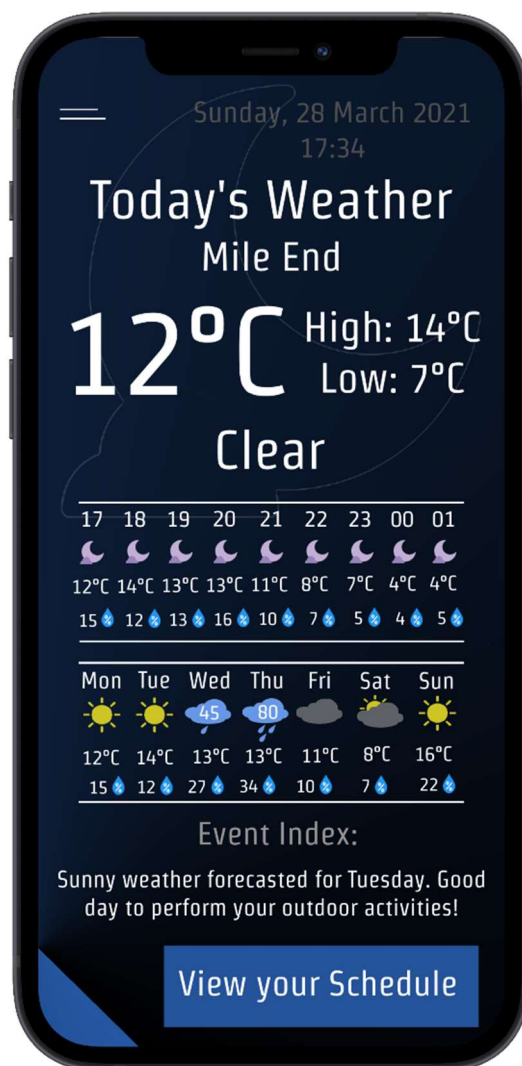 Sunday, 28 March 2021
17:34
Today's Weather
Mile End
12°C
High: 14°C
Low: 7°C
Clear
17 18 19 20 21 22 23 00 01
12°C 14°C 13°C 13°C 11°C 8°C 7°C 4°C 4°C
15 % 12 % 13 % 16 % 10 % 7 % 5 % 4 % 5 %
Mon Tue Wed Thu Fri Sat Sun
45 80
12°C 14°C 13°C 13°C 11°C 8°C 16°C
15 % 12 % 27 % 34 % 10 % 7 % 22 %
Event Index:
Sunny weather forecasted for Tuesday. Good
day to perform your outdoor activities!
View your Schedule